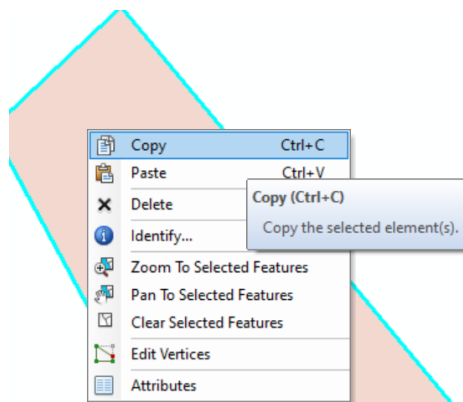 Copy Ctrl+C
Paste Ctrl+V
Copy (Ctrl+C)
Delete
Copy the selected element(s).
Identify...
Zoom To Selected Features
Pan To Selected Features
Clear Selected Features
Edit Vertices
Attributes